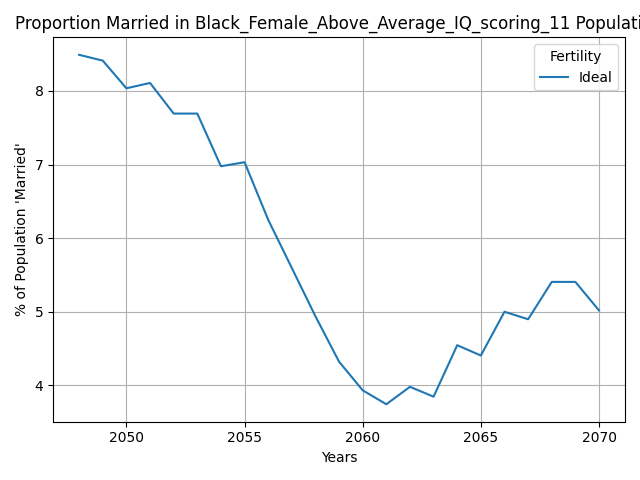 Proportion Married in Black_Female_Above_Average_IQ_scoring_11 Populati
Fertility
Ideal
% of Population 'Married'
8
7
6
5
4
2050 2055 2060 2065 2070
Years